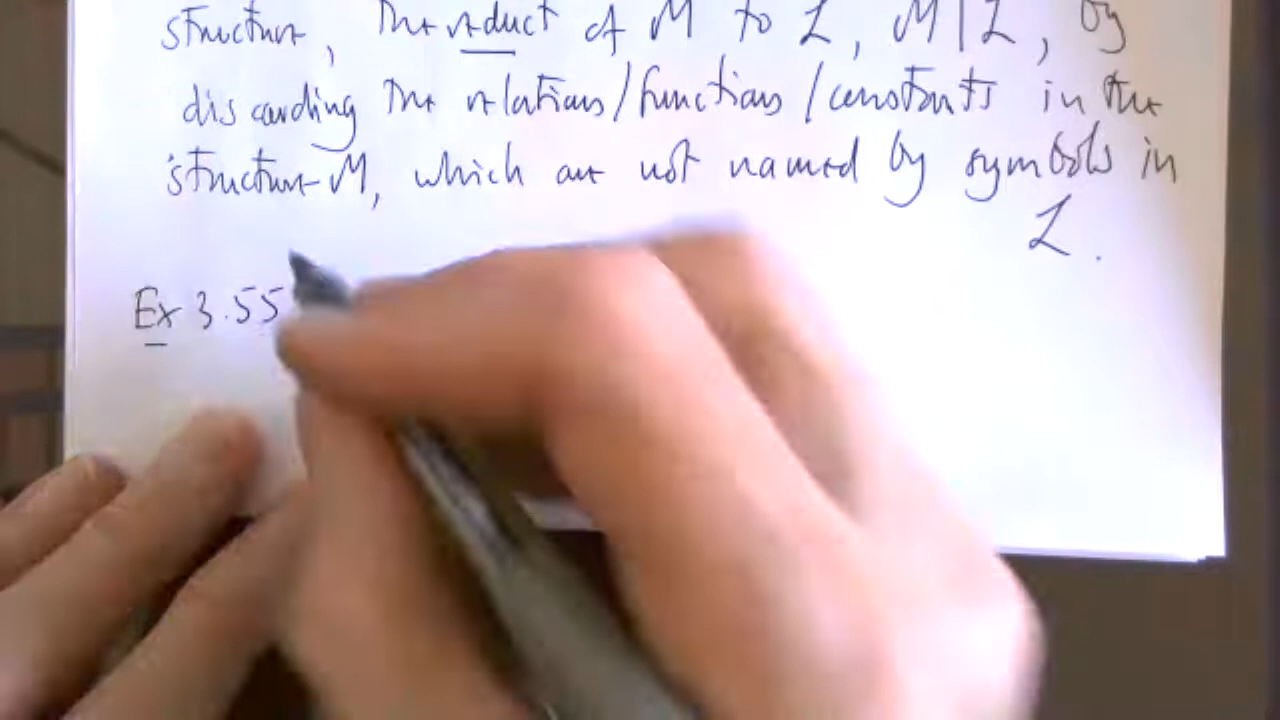 structure, the reduct of M to L, M|L, by
discarding the relations/functions/constants in the
structure M, which are not named by symbols in
L.
Ex 3.55